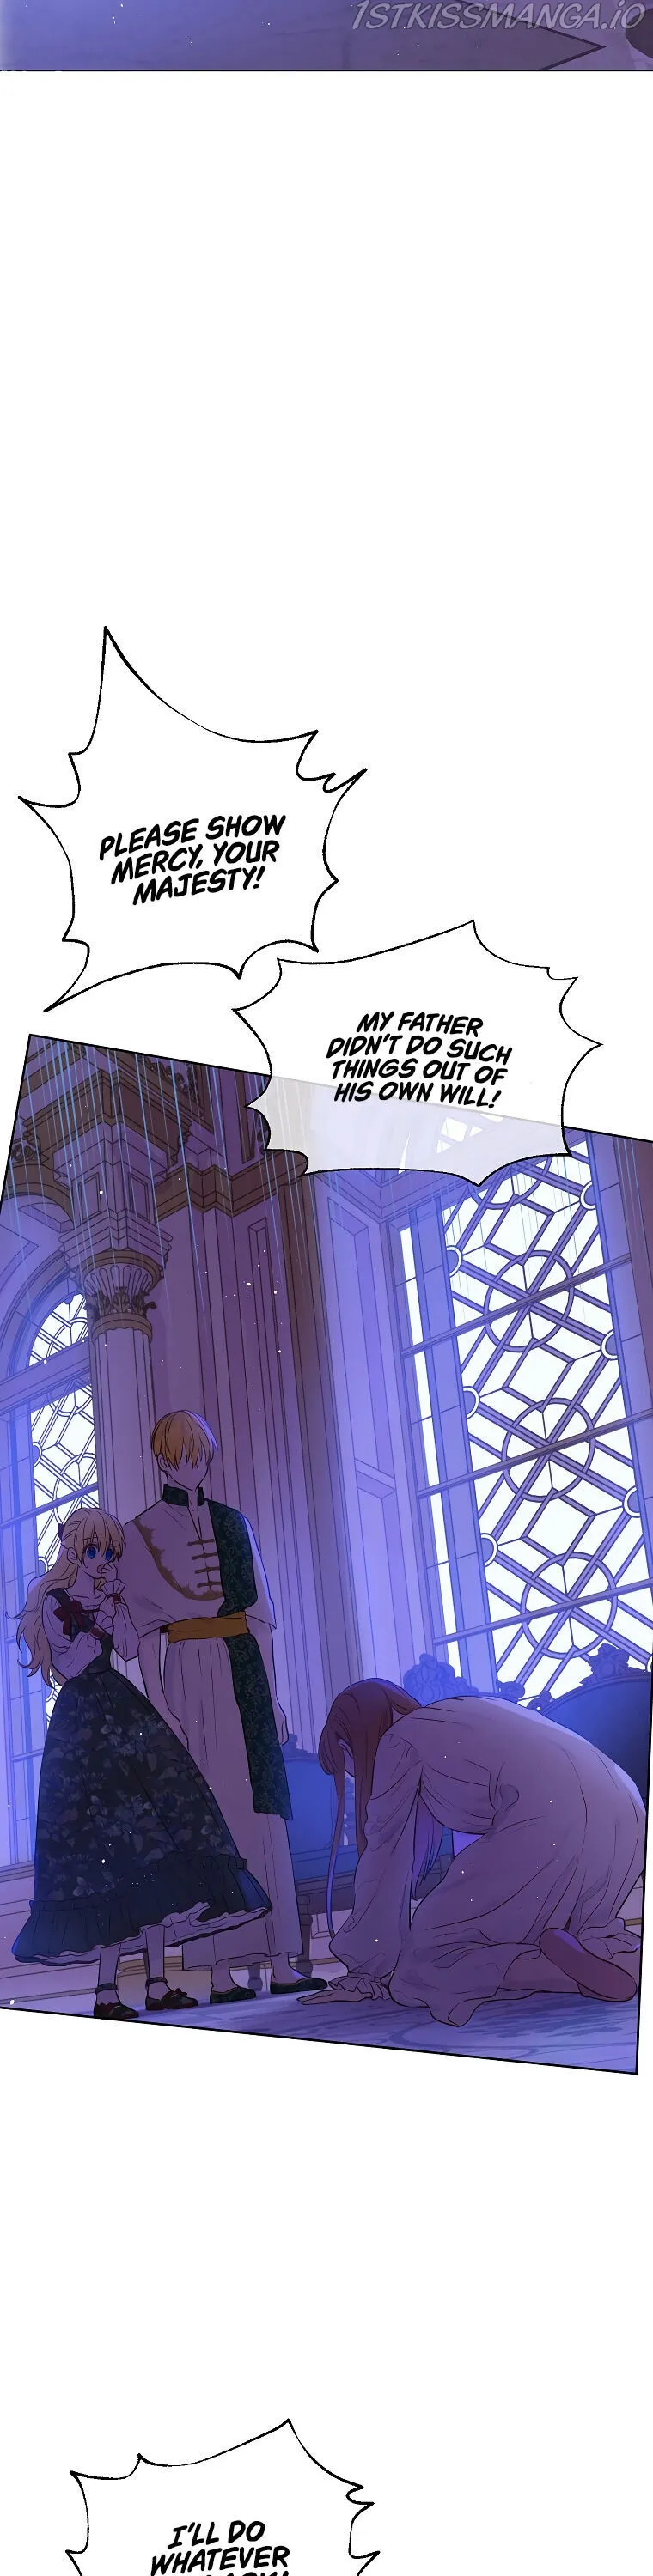 1STKISSMANGA.IO
PLEASE SHOW
MERCY, YOUR
MAJESTY!
MY FATHER
DIDN'T DO SUCH
THINGS OUT OF
HIS OWN WILL!
I'LL DO
WHATEVER